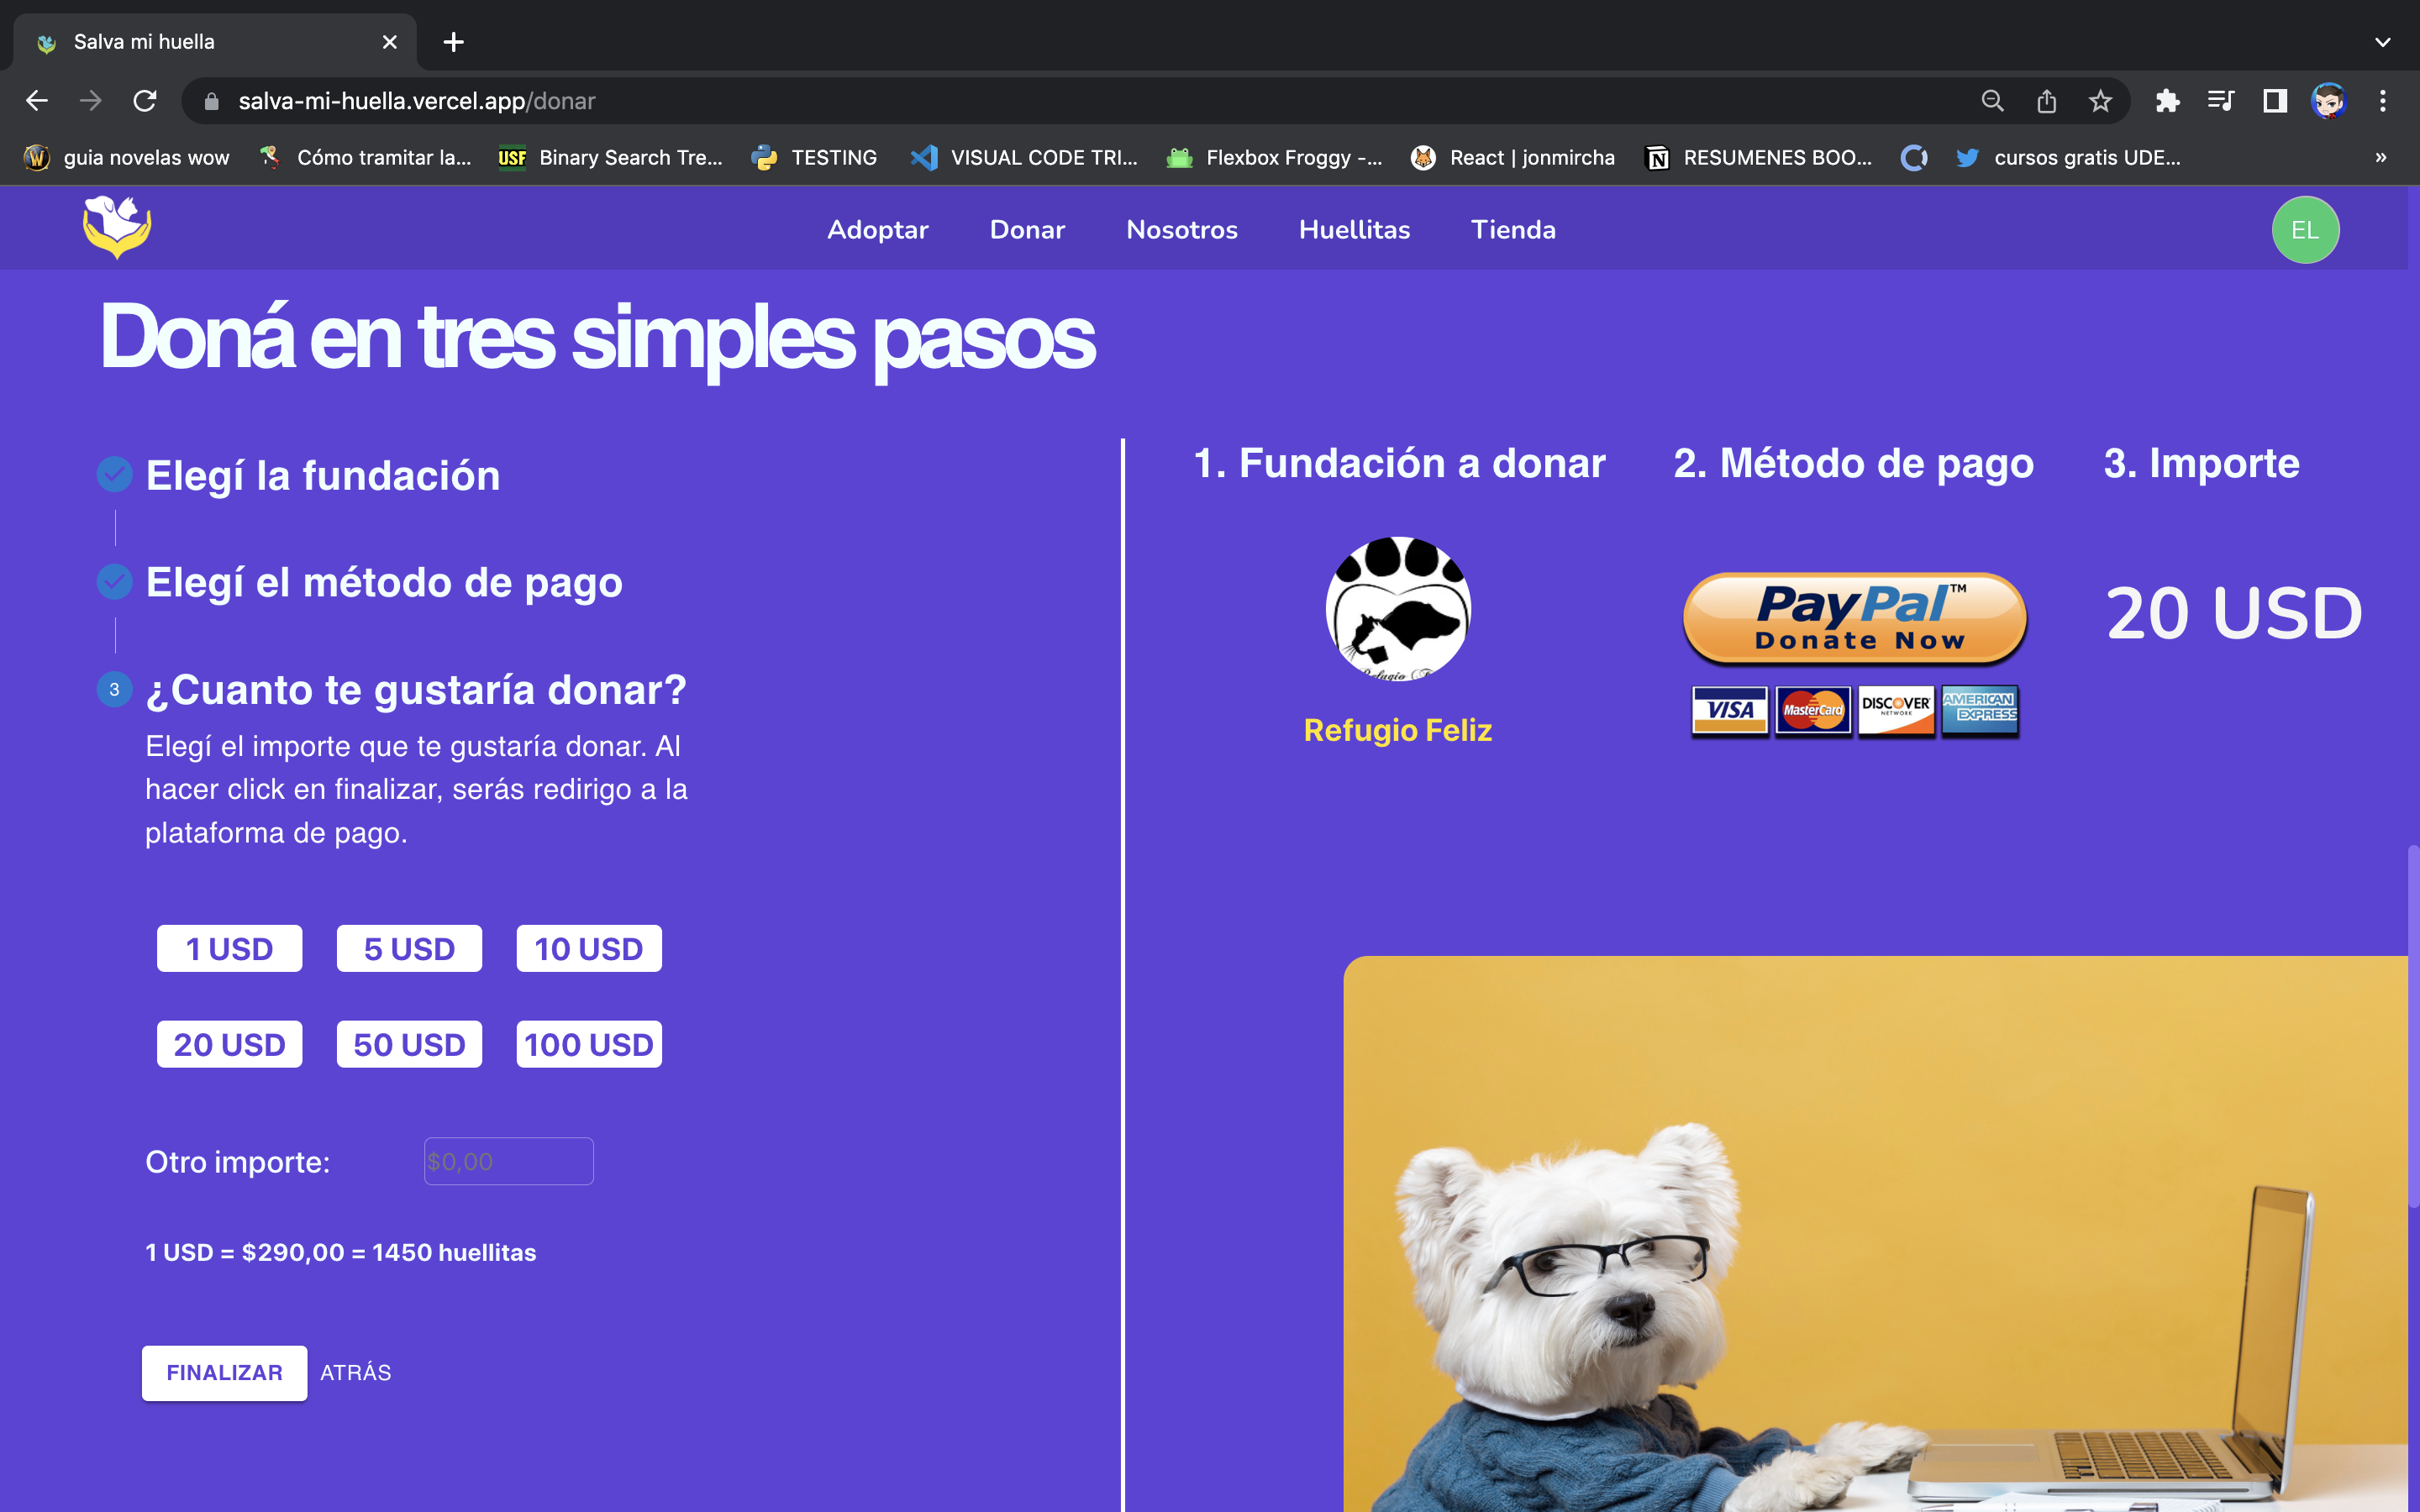 Salva mi huella
salva-mi-huella.vercel.app/donar
guia novelas wow
Cómo tramitar la...
USF
Binary Search Tre...
TESTING
VISUAL CODE TRI...
Flexbox Froggy -...
React | jonmircha
RESUMENES BOO...
cursos gratis UDE...
»
Adoptar
Donar
Nosotros
Huellitas
Tienda
EL
Doná en tres simples pasos
Elegí la fundación
Elegí el método de pago
3
¿Cuanto te gustaría donar?
Elegí el importe que te gustaría donar. Al
hacer click en finalizar, serás redirigo a la
plataforma de pago.
1 USD
5 USD
10 USD
20 USD
50 USD
100 USD
Otro importe:
$0,00
1 USD = $290,00 = 1450 huellitas
FINALIZAR
ATRÁS
1. Fundación a donar
Refugio Feliz
2. Método de pago
PayPal™
Donate Now
VISA
MasterCard
DISCOVER
NETWORK
AMERICAN
EXPRESS
3. Importe
20 USD